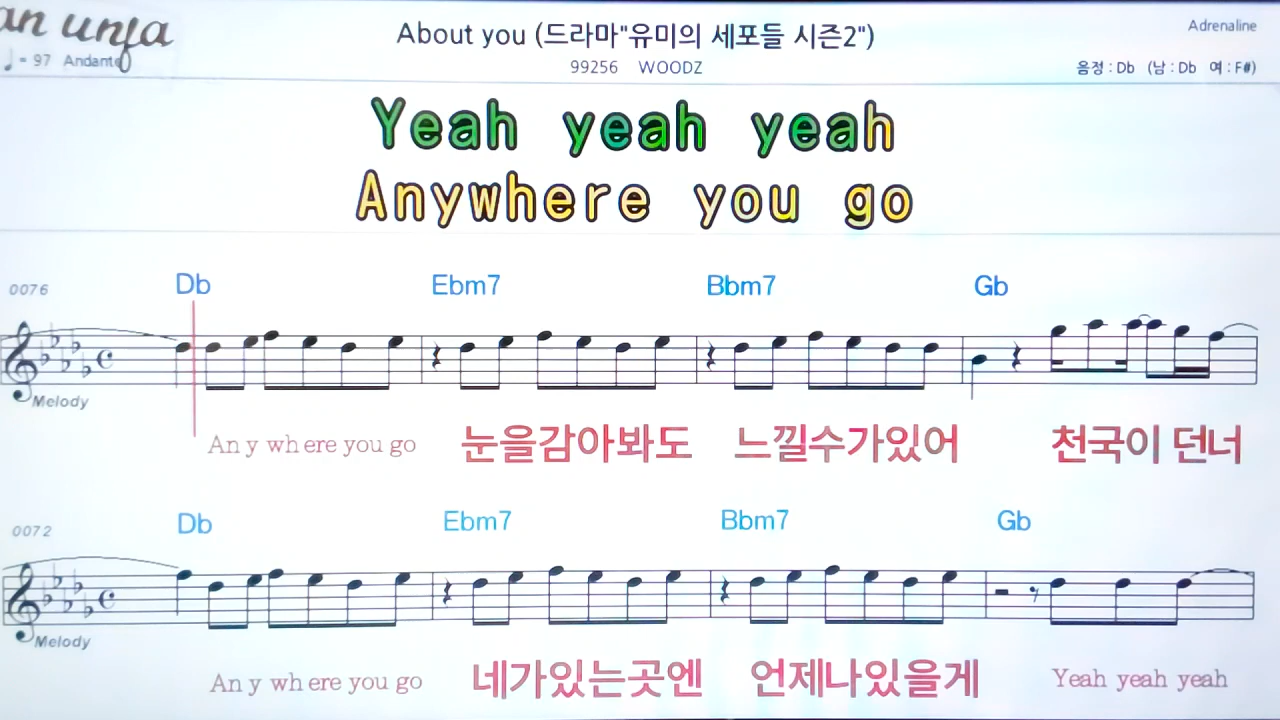 an unfa
♩= 97 Andante
About you (드라마"유미의 세포들 시즌2")
99256 WOODZ
Adrenaline
음정 : Db (남 : Db 여 : F#)
Yeah yeah yeah
Anywhere you go
0076
Db Ebm7 Bbm7 Gb
Melody
An y wh ere you go 눈을감아봐도 느낄수가있어 천국이 던너
0072
Db Ebm7 Bbm7 Gb
Melody
An y wh ere you go 네가있는곳엔 언제나있을게 Yeah yeah yeah